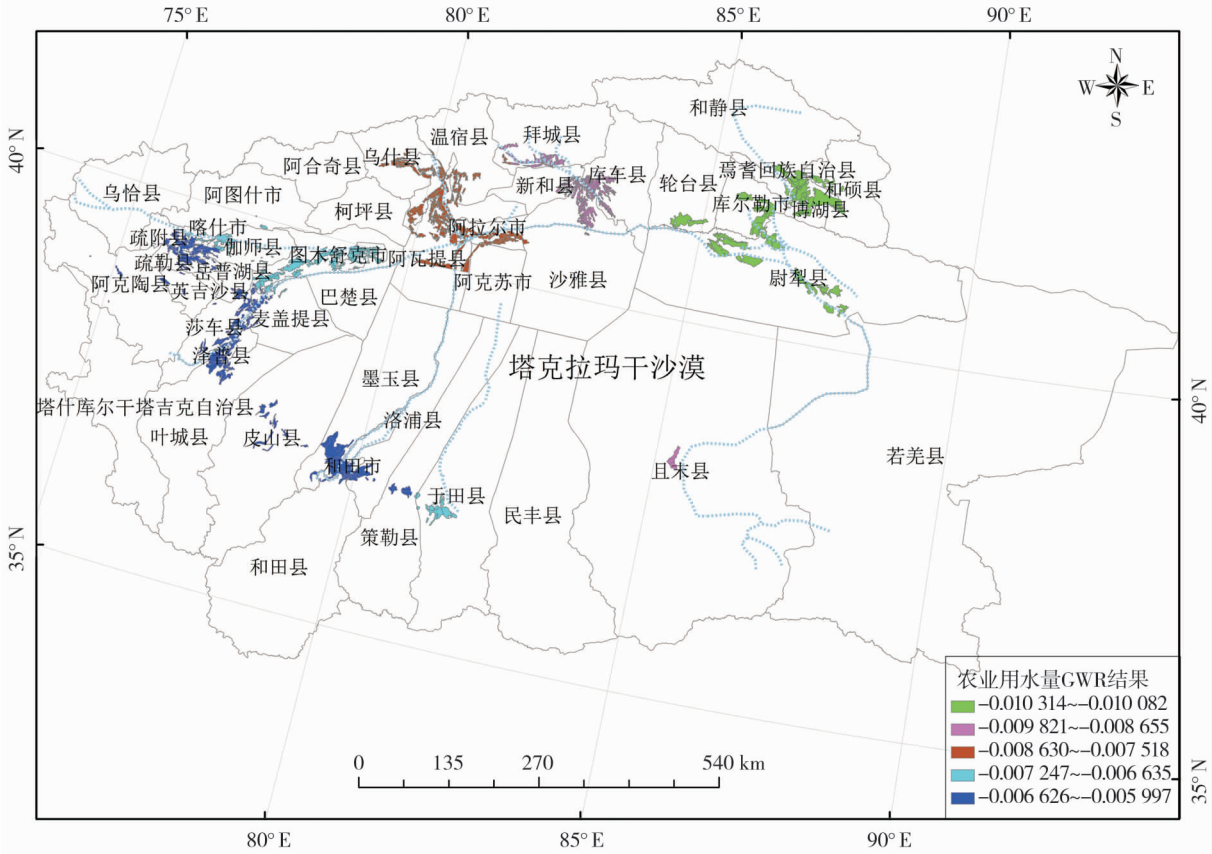 75° E
80° E
85° E
90° E
40° N
35° N
40° N
35° N
80° E
85° E
90° E
N
W
E
S
和静县
拜城县
温宿县
乌什县
阿合奇县
库车县
新和县
轮台县
焉耆回族自治县
和硕县
库尔勒市
博湖县
乌恰县
阿图什市
柯坪县
阿拉尔市
喀什市
疏附县
伽师县
图木舒克市
阿瓦提县
疏勒县
岳普湖县
阿克陶县
英吉沙县
巴楚县
阿克苏市
沙雅县
尉犁县
麦盖提县
莎车县
泽普县
塔克拉玛干沙漠
墨玉县
塔什库尔干塔吉克自治县
叶城县
皮山县
洛浦县
和田市
且末县
若羌县
于田县
民丰县
策勒县
和田县
0
135
270
540 km
农业用水量GWR结果
-0.010 314~-0.010 082
-0.009 821~-0.008 655
-0.008 630~-0.007 518
-0.007 247~-0.006 635
-0.006 626~-0.005 997